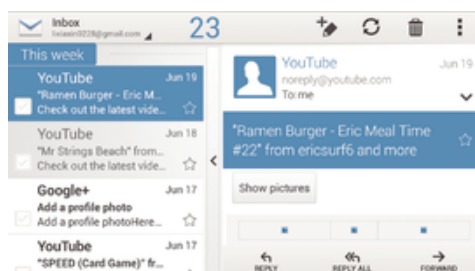 Inbox
23
This week
YouTube Jun 19
"Ramen Burger - Eric M...
Check out the latest vide...
YouTube Jun 18
"Mr Strings Beach" from...
Check out the latest vide...
Google+ Jun 17
Add a profile photo
Add a profile photoHere...
YouTube Jun 17
"SPEED (Card Game)" fr...
YouTube Jun 19
noreply@youtube.com
To: me
"Ramen Burger - Eric Meal Time
#22" from ericsurf6 and more
Show pictures
REPLY
REPLY ALL
FORWARD